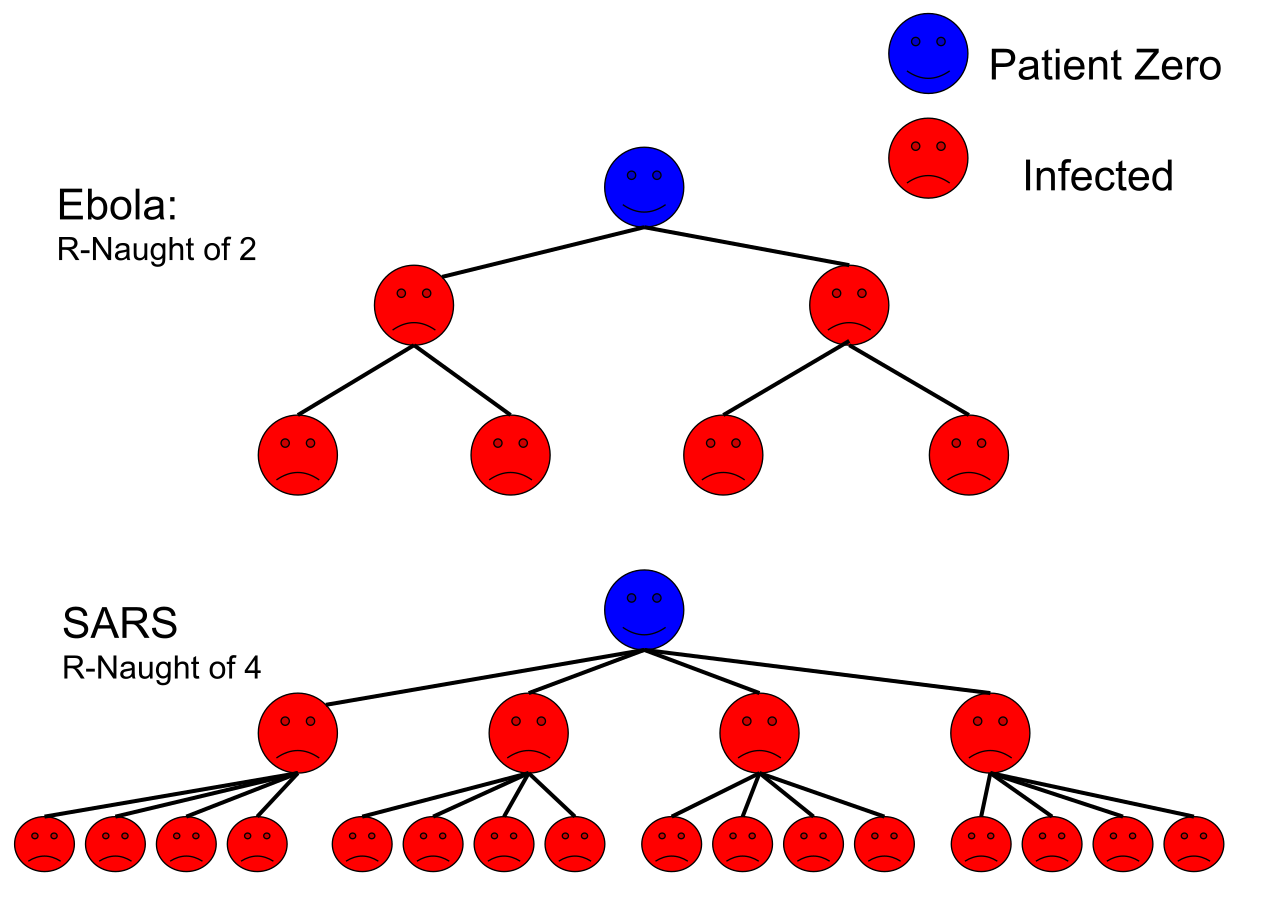 Patient Zero
Infected
Ebola:
R-Naught of 2
SARS
R-Naught of 4